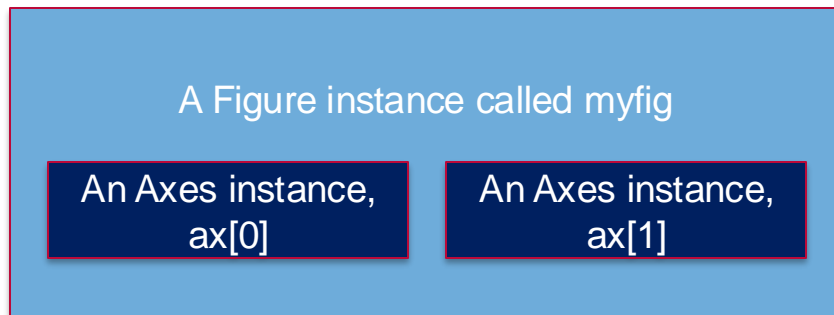 A Figure instance called myfig
An Axes instance,
ax[0]
An Axes instance,
ax[1]